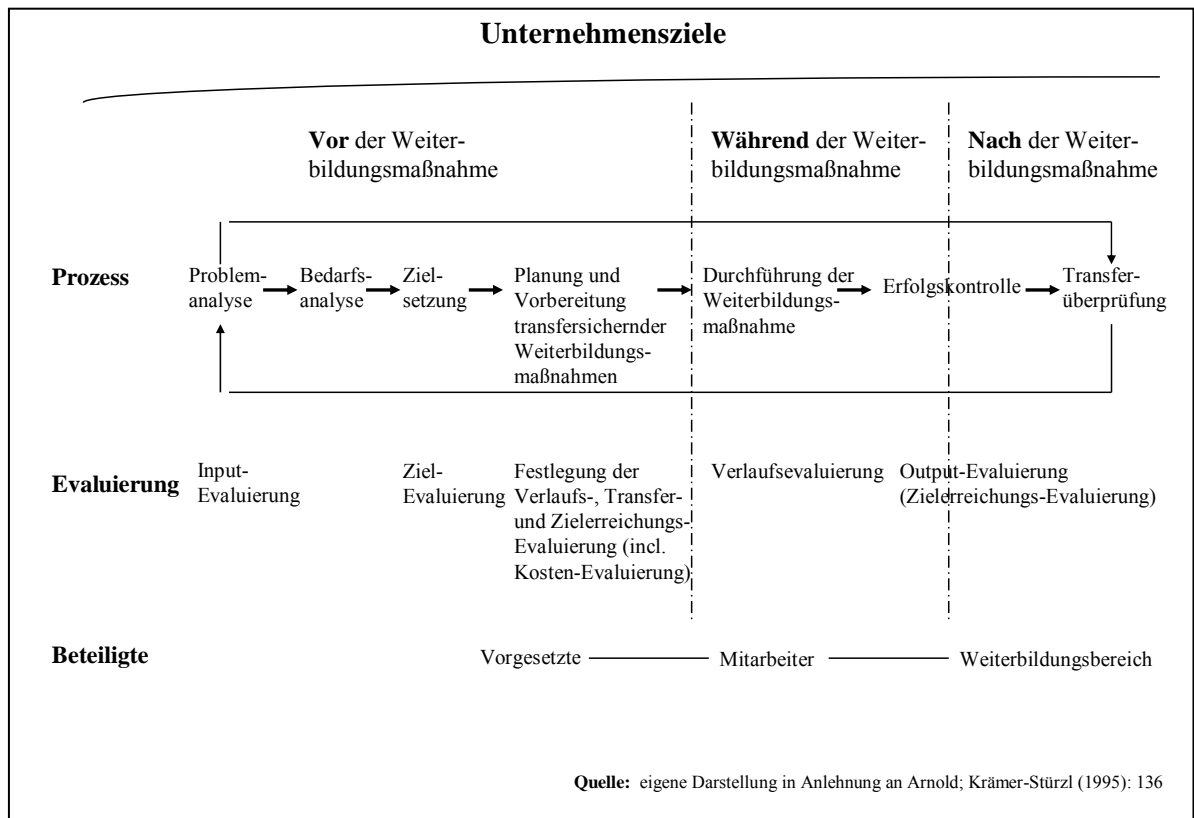 Unternehmensziele
Vor der Weiter-
bildungsmaßnahme
Während der Weiter-
bildungsmaßnahme
Nach der Weiter-
bildungsmaßnahme
Prozess
Problem-
analyse
Bedarfs-
analyse
Ziel-
setzung
Planung und
Vorbereitung
transfersichernder
Weiterbildungs-
maßnahmen
Durchführung der
Weiterbildungs-
maßnahme
Erfolgskontrolle
Transfer-
überprüfung
Evaluierung
Input-
Evaluierung
Ziel-
Evaluierung
Festlegung der
Verlaufs-, Transfer-
und Zielerreichungs-
Evaluierung (incl.
Kosten-Evaluierung)
Verlaufsevaluierung
Output-Evaluierung
(Zielerreichungs-Evaluierung)
Beteiligte
Vorgesetzte
Mitarbeiter
Weiterbildungsbereich
Quelle: eigene Darstellung in Anlehnung an Arnold; Krämer-Stürzl (1995): 136